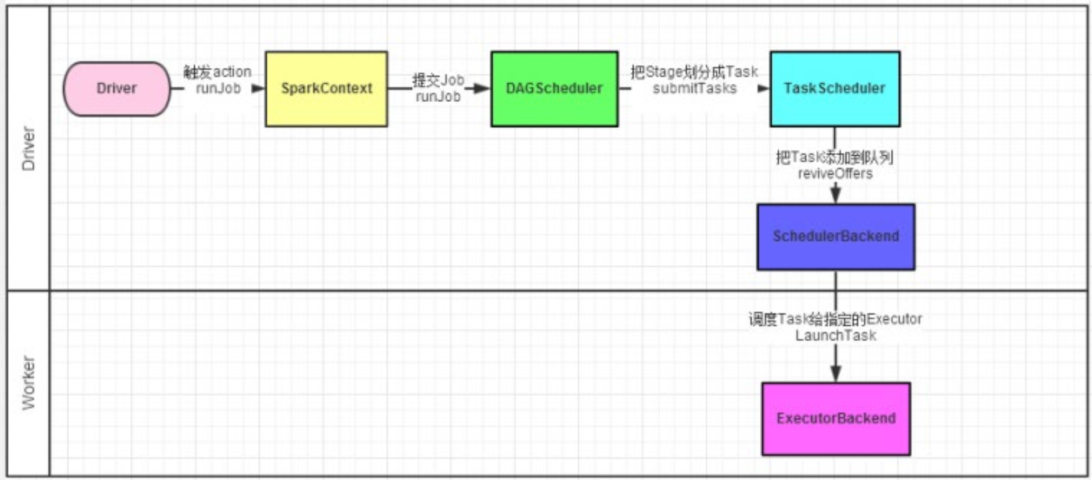 Driver
Driver
触发action
runJob
SparkContext
提交Job
runJob
DAGScheduler
把Stage划分成Task
submitTasks
TaskScheduler
把Task添加到队列
reviveOffers
SchedulerBackend
Worker
调度Task给指定的Executor
LaunchTask
ExecutorBackend